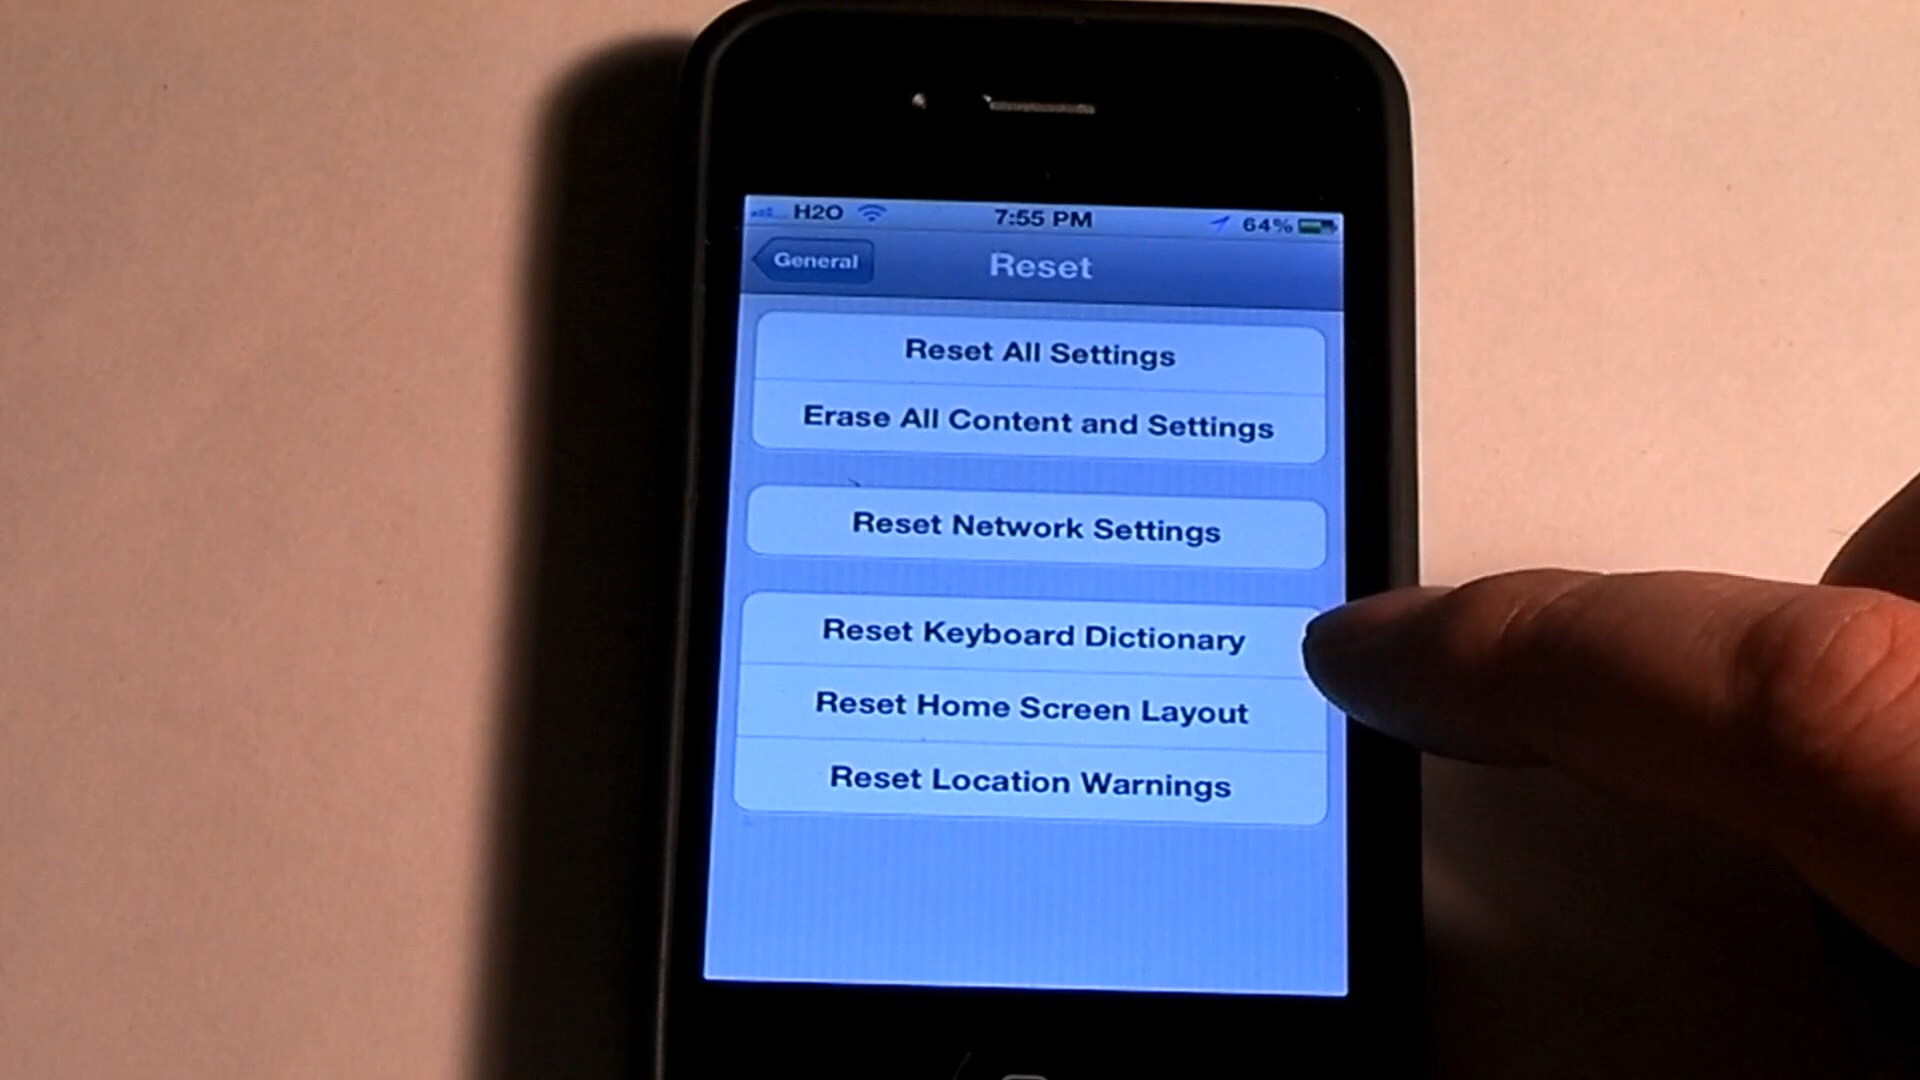 H2O 7:55 PM 64%
General Reset
Reset All Settings
Erase All Content and Settings
Reset Network Settings
Reset Keyboard Dictionary
Reset Home Screen Layout
Reset Location Warnings